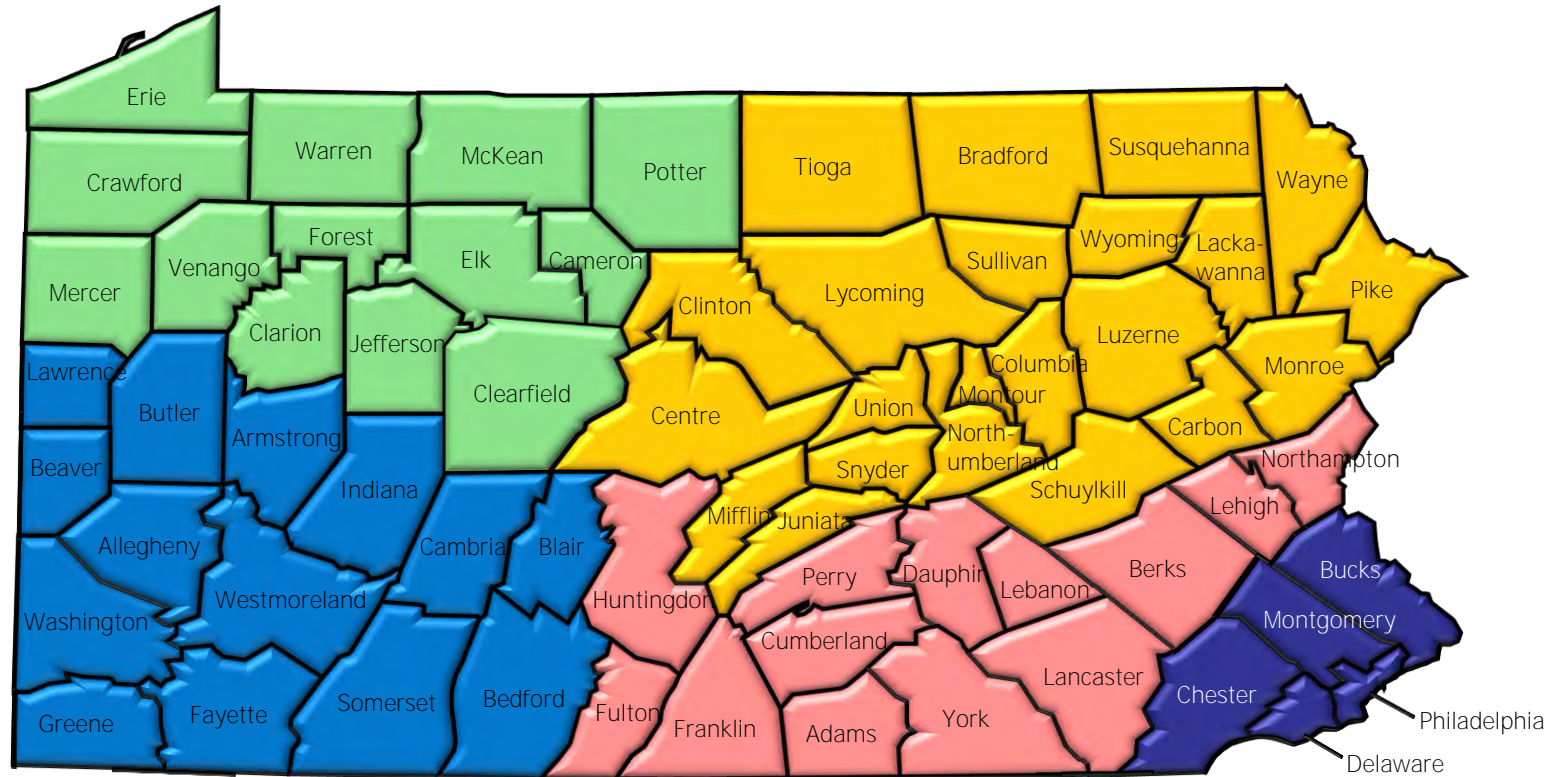 Erie
Warren
McKean
Potter
Tioga
Bradford
Susquehanna
Wayne
Crawford
Forest
Elk
Cameron
Venango
Mercer
Clarion
Jefferson
Clearfield
Clinton
Lycoming
Sullivan
Wyoming
Lacka-
wanna
Pike
Luzerne
Columbia
Montour
Monroe
Carbon
Centre
Union
Snyder
North-
umberland
Schuylkill
Northampton
Lehigh
Lawrence
Butler
Armstrong
Beaver
Indiana
Allegheny
Cambria
Blair
Mifflin
Juniata
Huntingdon
Perry
Dauphin
Lebanon
Berks
Bucks
Montgomery
Washington
Westmoreland
Cumberland
Lancaster
Chester
Greene
Fayette
Somerset
Bedford
Fulton
Franklin
Adams
York
Philadelphia
Delaware